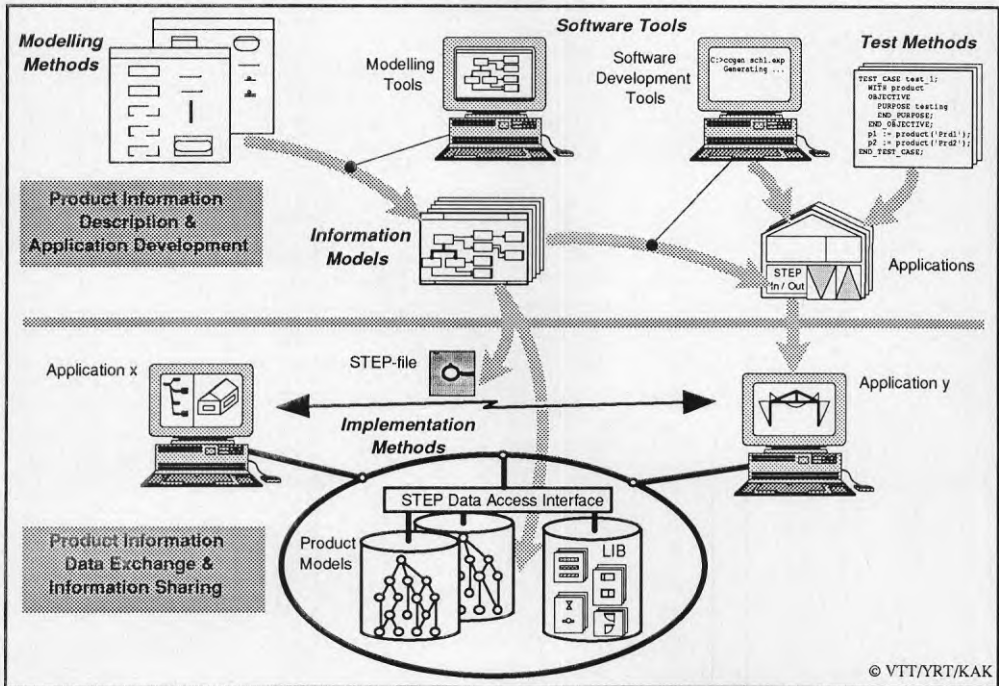 Modelling
Methods
Modelling
Tools
Software Tools
Software
Development
Tools
C:>ccgen schl.exp
Generating ...
Test Methods
TEST_CASE test_1;
WITH product
OBJECTIVE
PURPOSE testing
END_PURPOSE;
END_OBJECTIVE;
p1 := product('Prd1');
p2 := product('Prd2');
END_TEST_CASE;
Product Information
Description &
Application Development
Information
Models
STEP
In / Out
Applications
Application x
STEP-file
Application y
Implementation
Methods
STEP Data Access Interface
Product
Models
LIB
Product Information
Data Exchange &
Information Sharing
© VTT/YRT/KAK